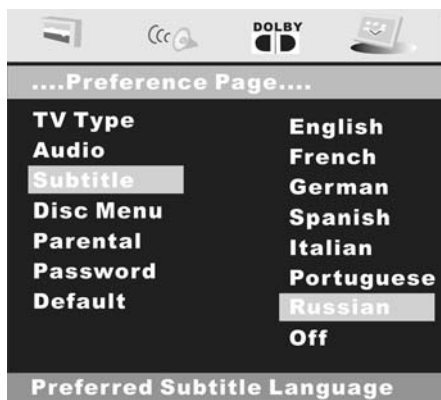 DOLBY
....Preference Page....
TV Type
Audio
Subtitle
Disc Menu
Parental
Password
Default
English
French
German
Spanish
Italian
Portuguese
Russian
Off
Preferred Subtitle Language